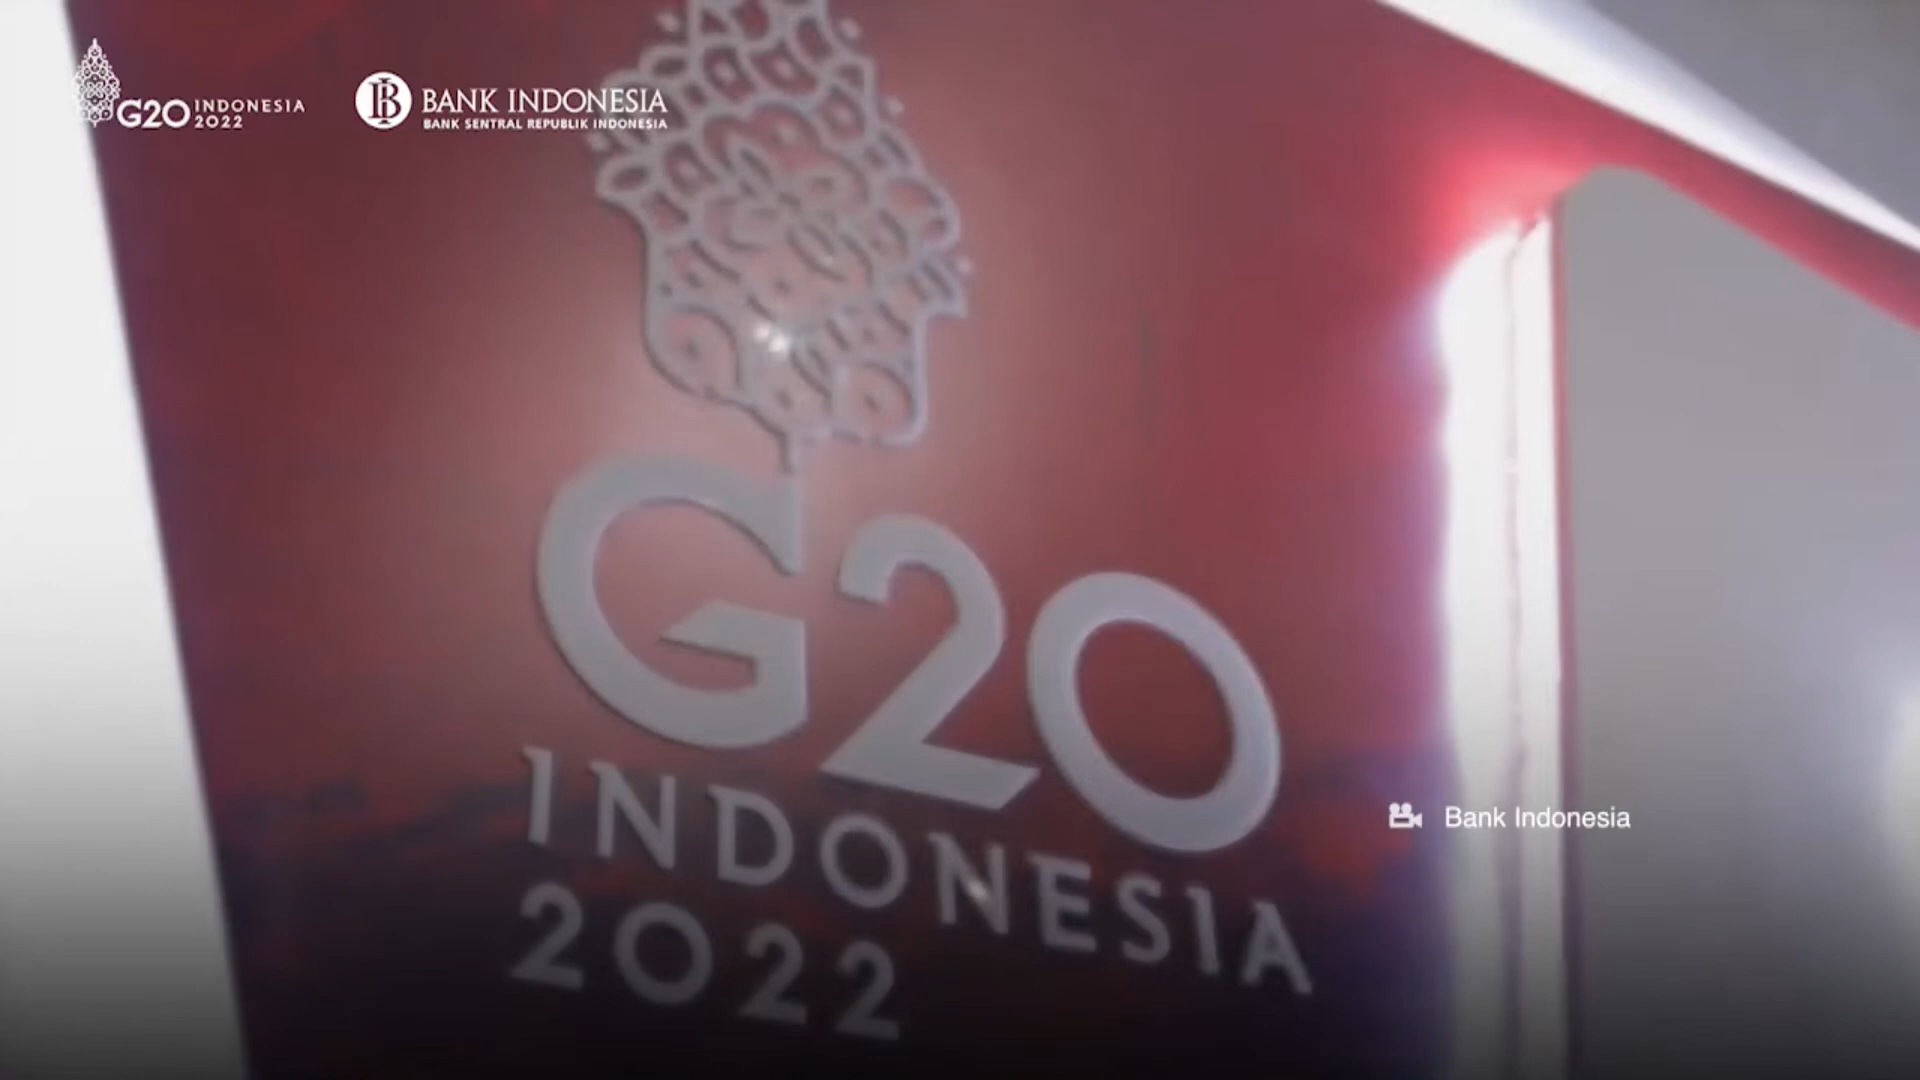 G20 INDONESIA
2022
BANK INDONESIA
BANK SENTRAL REPUBLIK INDONESIA
G20
INDONESIA
2022
Bank Indonesia